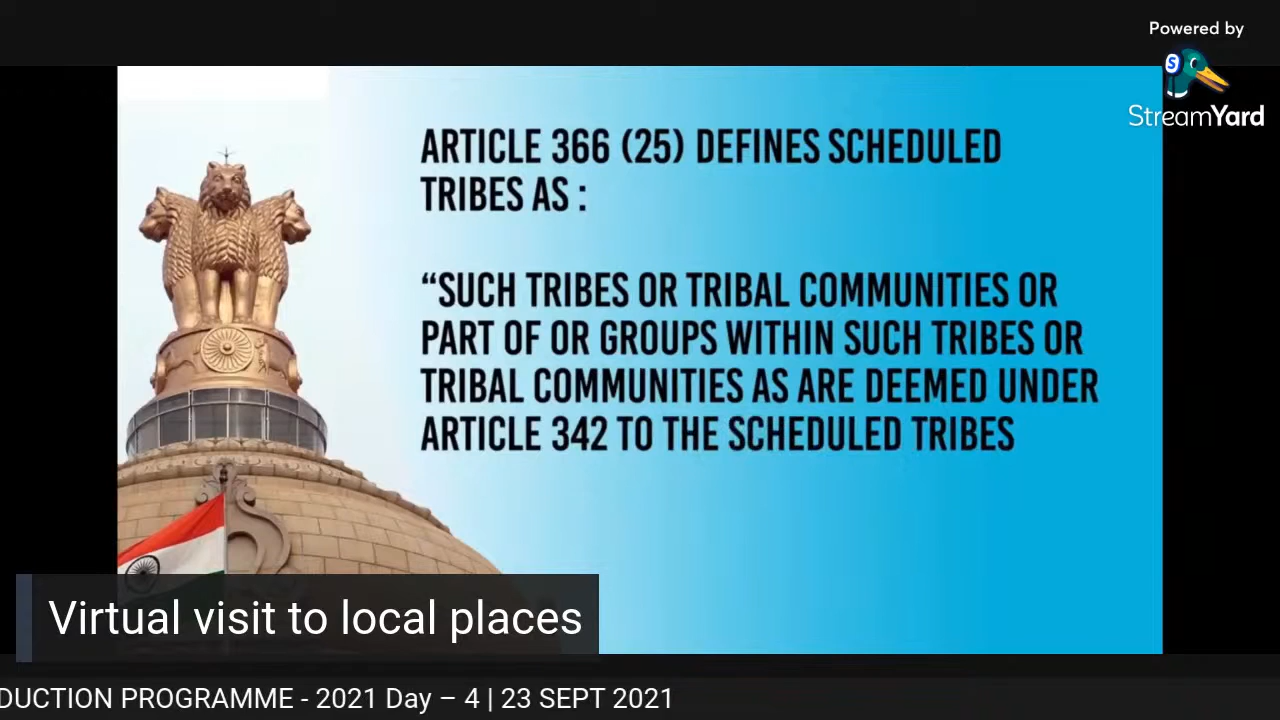 Powered by
StreamYard
ARTICLE 366 (25) DEFINES SCHEDULED
TRIBES AS :
“SUCH TRIBES OR TRIBAL COMMUNITIES OR
PART OF OR GROUPS WITHIN SUCH TRIBES OR
TRIBAL COMMUNITIES AS ARE DEEMED UNDER
ARTICLE 342 TO THE SCHEDULED TRIBES
Virtual visit to local places
DUCTION PROGRAMME - 2021 Day – 4 | 23 SEPT 2021